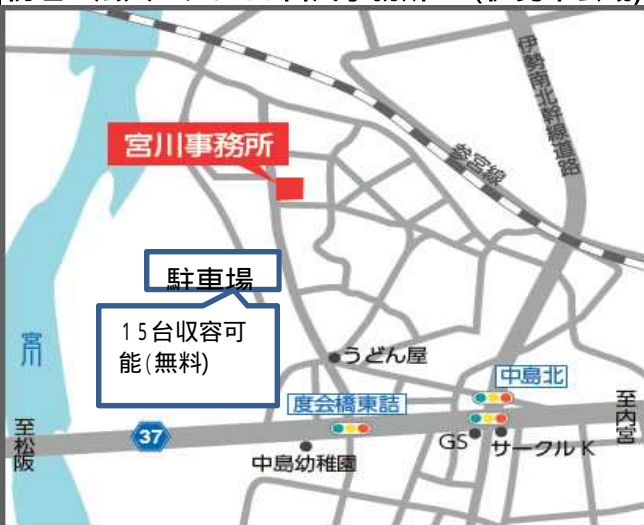 宮川事務所
伊勢南北幹線道路
参宮線
駐車場
15台収容可
能(無料)
宮川
うどん屋
中島北
度会橋東詰
至内宮
至松阪
37
GS
サークルK
中島幼稚園